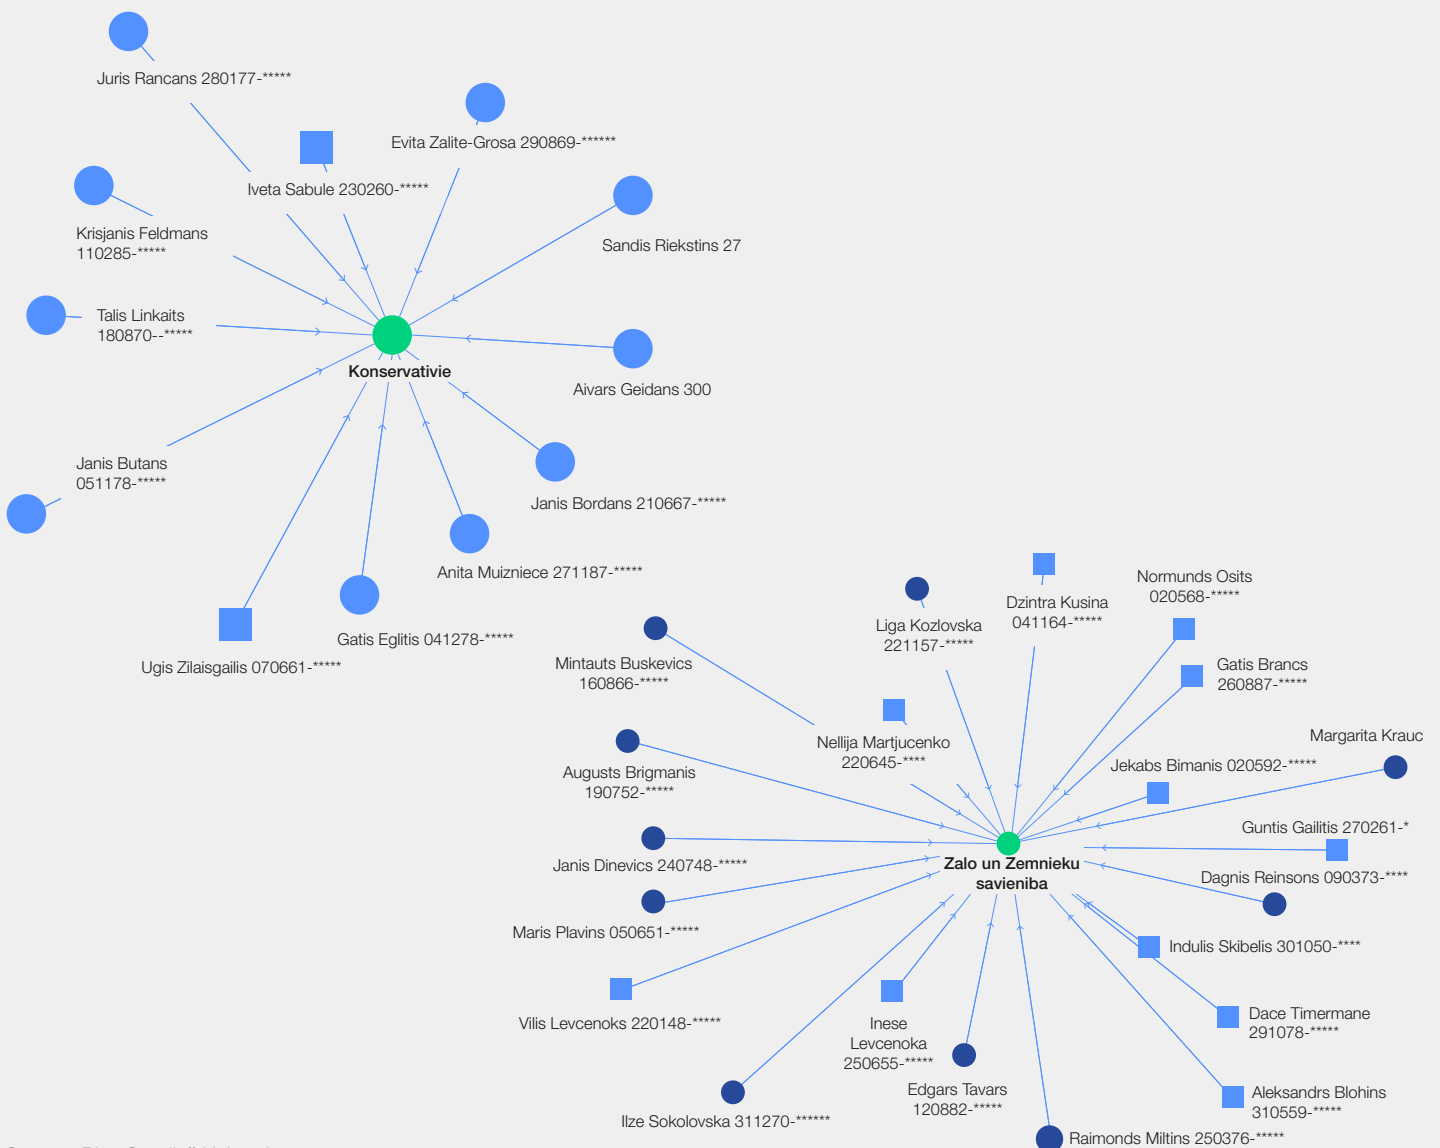 Juris Rancans 280177-*****
Evita Zalite-Grosa 290869-******
Iveta Sabule 230260-*****
Krisjanis Feldmans
110285-*****
Sandis Riekstins 27
Talis Linkaits
180870--*****
Konservativie
Aivars Geidans 300
Janis Butans
051178-*****
Janis Bordans 210667-*****
Anita Muizniece 271187-*****
Gatis Eglitis 041278-*****
Ugis Zilaisgailis 070661-*****
Normunds Osits
020568-*****
Dzintra Kusina
041164-*****
Liga Kozlovska
221157-*****
Mintauts Buskevics
160866-*****
Gatis Brancs
260887-*****
Margarita Krauc
Nellija Martjucenko
220645-****
Jekabs Bimanis 020592-*****
Augusts Brigmanis
190752-*****
Guntis Gailitis 270261-*
Janis Dinevics 240748-*****
Zalo un Zemnieku
savieniba
Dagnis Reinsons 090373-****
Maris Plavins 050651-*****
Indulis Skibelis 301050-****
Vilis Levcenoks 220148-*****
Inese
Levcenoka
250655-*****
Dace Timermane
291078-*****
Edgars Tavars
120882-*****
Aleksandrs Blohins
310559-*****
Ilze Sokolovska 311270-******
Raimonds Miltins 250376-*****